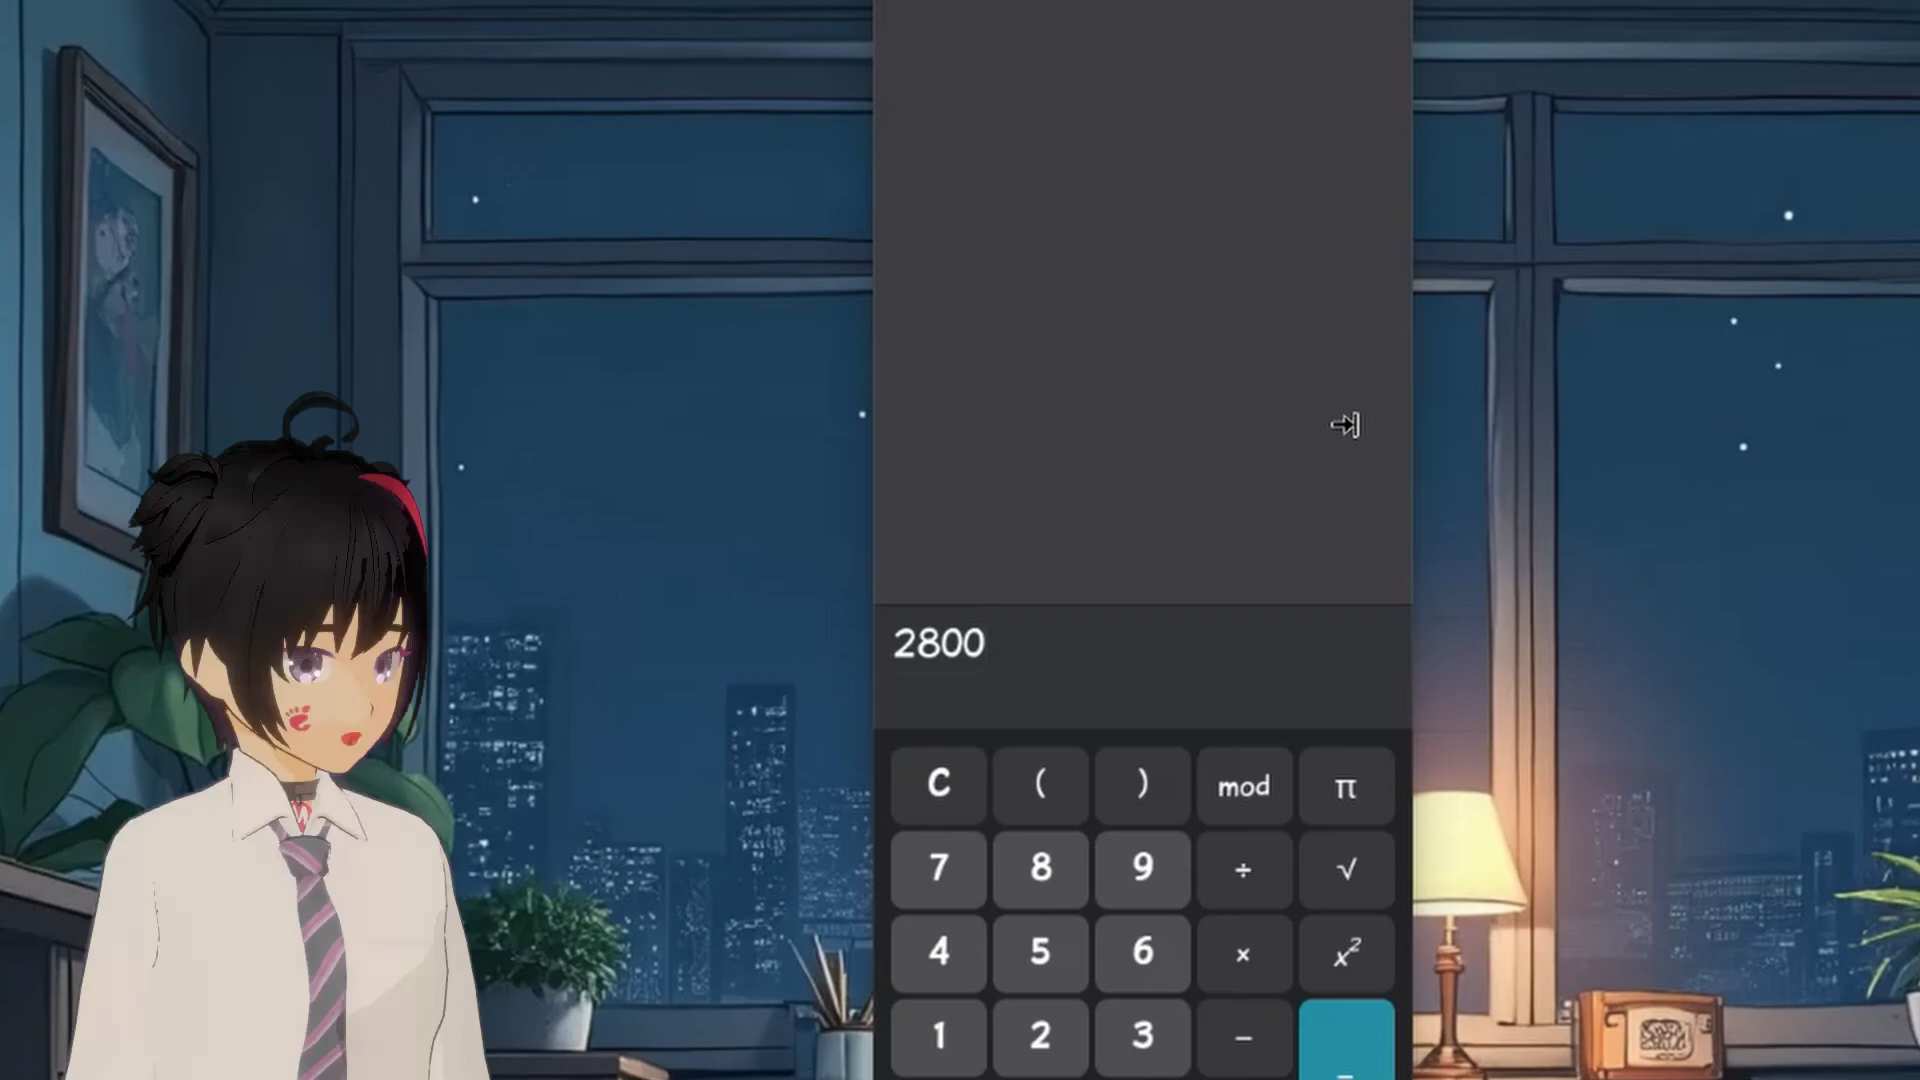 2800
C ( ) mod π
7 8 9 ÷ √
4 5 6 × x²
1 2 3 − =